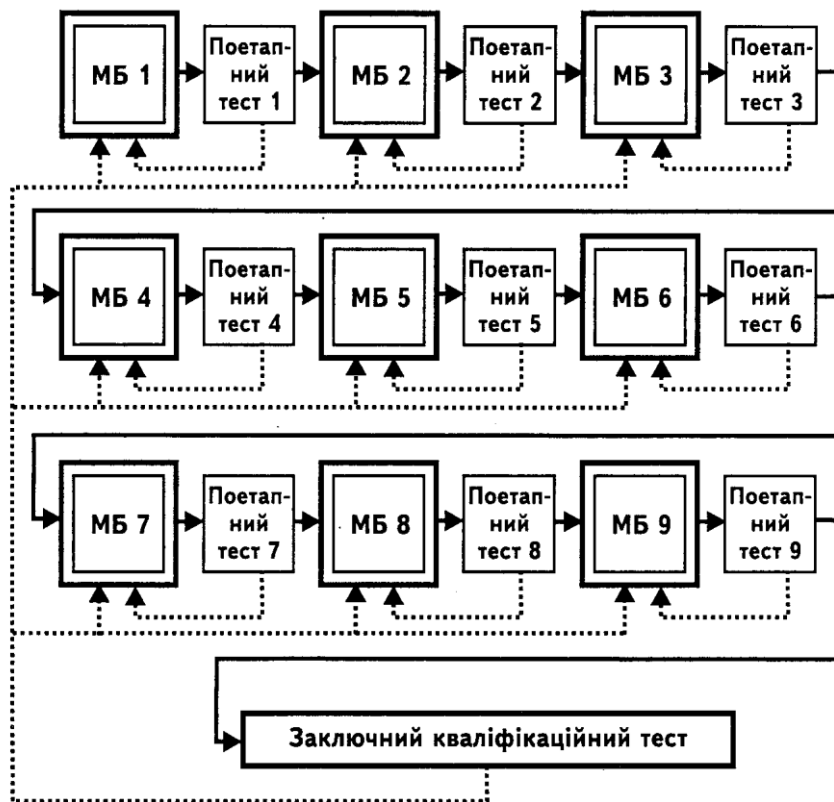 МБ 1
Поетап-
ний
тест 1
МБ 2
Поетап-
ний
тест 2
МБ 3
Поетап-
ний
тест 3
МБ 4
Поетап-
ний
тест 4
МБ 5
Поетап-
ний
тест 5
МБ 6
Поетап-
ний
тест 6
МБ 7
Поетап-
ний
тест 7
МБ 8
Поетап-
ний
тест 8
МБ 9
Поетап-
ний
тест 9
Заключний кваліфікаційний тест